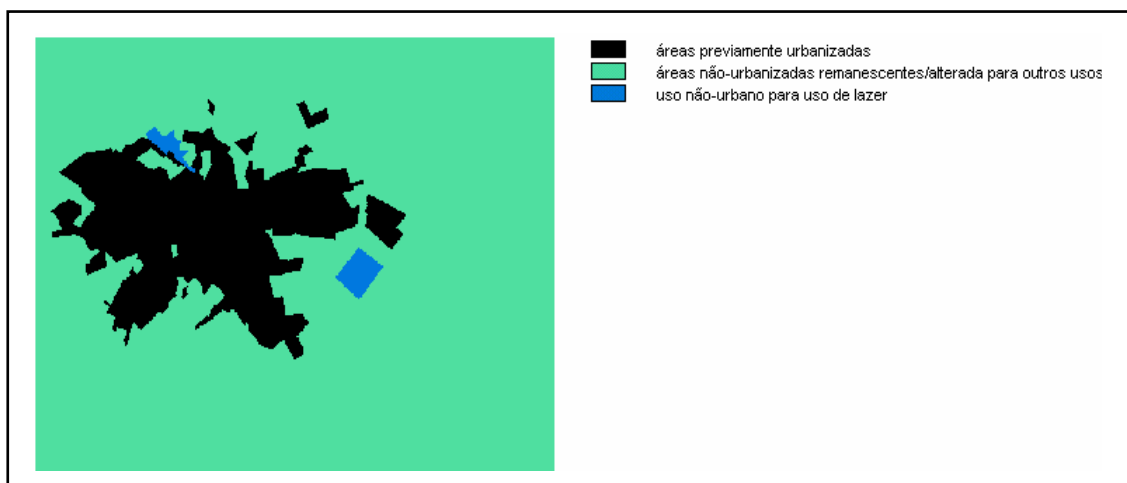 áreas previamente urbanizadas
áreas não-urbanizadas remanescentes/alterada para outros usos
uso não-urbano para uso de lazer